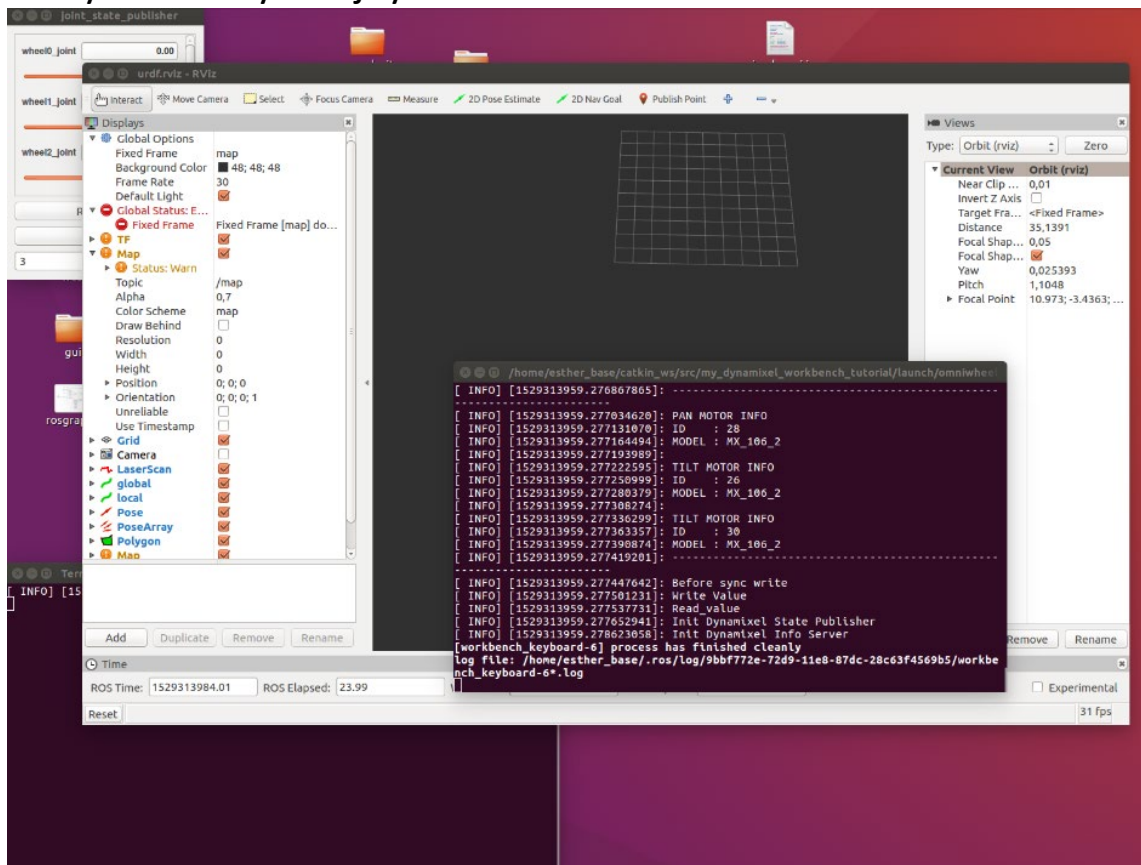 joint_state_publisher
wheel0_joint 0.00
wheel1_joint
wheel2_joint
R
3
urdf.rviz - RViz
Interact Move Camera Select Focus Camera Measure 2D Pose Estimate 2D Nav Goal Publish Point
Displays
Global Options
Fixed Frame map
Background Color 48; 48; 48
Frame Rate 30
Default Light
Global Status: E...
Fixed Frame Fixed Frame [map] do...
TF
Map
Status: Warn
Topic /map
Alpha 0,7
Color Scheme map
Draw Behind
Resolution 0
Width 0
Height 0
Position 0; 0; 0
Orientation 0; 0; 0; 1
Unreliable
Use Timestamp
Grid
Camera
LaserScan
global
local
Pose
PoseArray
Polygon
Map
Add Duplicate Remove Rename
Time
ROS Time: 1529313984.01 ROS Elapsed: 23.99
Reset
Views
Type: Orbit (rviz) Zero
Current View Orbit (rviz)
Near Clip ... 0,01
Invert Z Axis
Target Fra... <Fixed Frame>
Distance 35,1391
Focal Shap... 0,05
Focal Shap...
Yaw 0,025393
Pitch 1,1048
Focal Point 10.973; -3.4363; ...
Remove Rename
Experimental
31 fps
gui
rosgrap
Ter
[ INFO] [15
/home/esther_base/catkin_ws/src/my_dynamixel_workbench_tutorial/launch/omniwheel
[ INFO] [1529313959.276867865]: -----------------------------------------------
----------------------
[ INFO] [1529313959.277034620]: PAN MOTOR INFO
[ INFO] [1529313959.277131070]: ID : 28
[ INFO] [1529313959.277164494]: MODEL : MX_106_2
[ INFO] [1529313959.277193989]:
[ INFO] [1529313959.277222595]: TILT MOTOR INFO
[ INFO] [1529313959.277250999]: ID : 26
[ INFO] [1529313959.277280379]: MODEL : MX_106_2
[ INFO] [1529313959.277308274]:
[ INFO] [1529313959.277336299]: TILT MOTOR INFO
[ INFO] [1529313959.277363357]: ID : 30
[ INFO] [1529313959.277390874]: MODEL : MX_106_2
[ INFO] [1529313959.277419201]: -----------------------------------------------
----------------------
[ INFO] [1529313959.277447642]: Before sync write
[ INFO] [1529313959.277501231]: Write Value
[ INFO] [1529313959.277537731]: Read_value
[ INFO] [1529313959.277652941]: Init Dynamixel State Publisher
[ INFO] [1529313959.278623058]: Init Dynamixel Info Server
[workbench_keyboard-6] process has finished cleanly
log file: /home/esther_base/.ros/log/9bbf772e-72d9-11e8-87dc-28c63f4569b5/workbe
nch_keyboard-6*.log